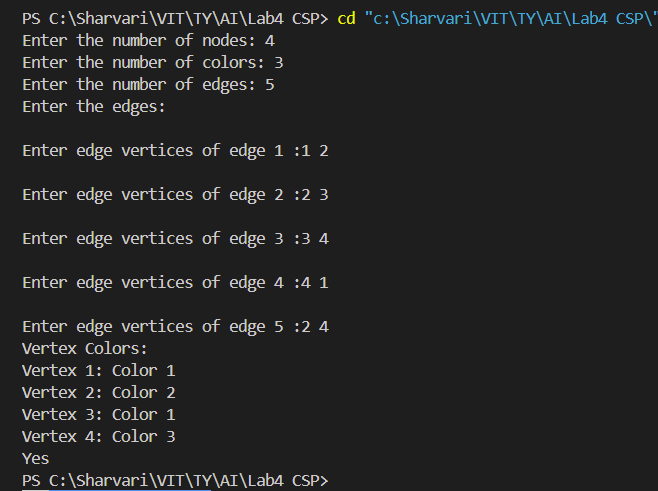 PS C:\Sharvari\VIT\TY\AI\Lab4 CSP> cd "c:\Sharvari\VIT\TY\AI\Lab4 CSP\"
Enter the number of nodes: 4
Enter the number of colors: 3
Enter the number of edges: 5
Enter the edges:
Enter edge vertices of edge 1 :1 2
Enter edge vertices of edge 2 :2 3
Enter edge vertices of edge 3 :3 4
Enter edge vertices of edge 4 :4 1
Enter edge vertices of edge 5 :2 4
Vertex Colors:
Vertex 1: Color 1
Vertex 2: Color 2
Vertex 3: Color 1
Vertex 4: Color 3
Yes
PS C:\Sharvari\VIT\TY\AI\Lab4 CSP>